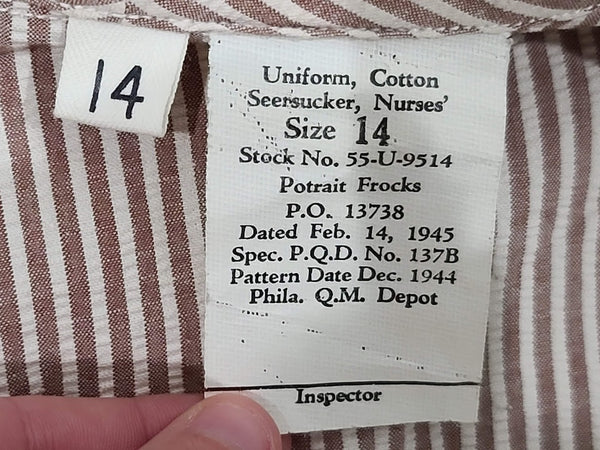 14
Uniform, Cotton
Seersucker, Nurses'
Size 14
Stock No. 55-U-9514
Potrait Frocks
P.O. 13738
Dated Feb. 14, 1945
Spec. P.Q.D. No. 137B
Pattern Date Dec. 1944
Phila. Q.M. Depot
Inspector